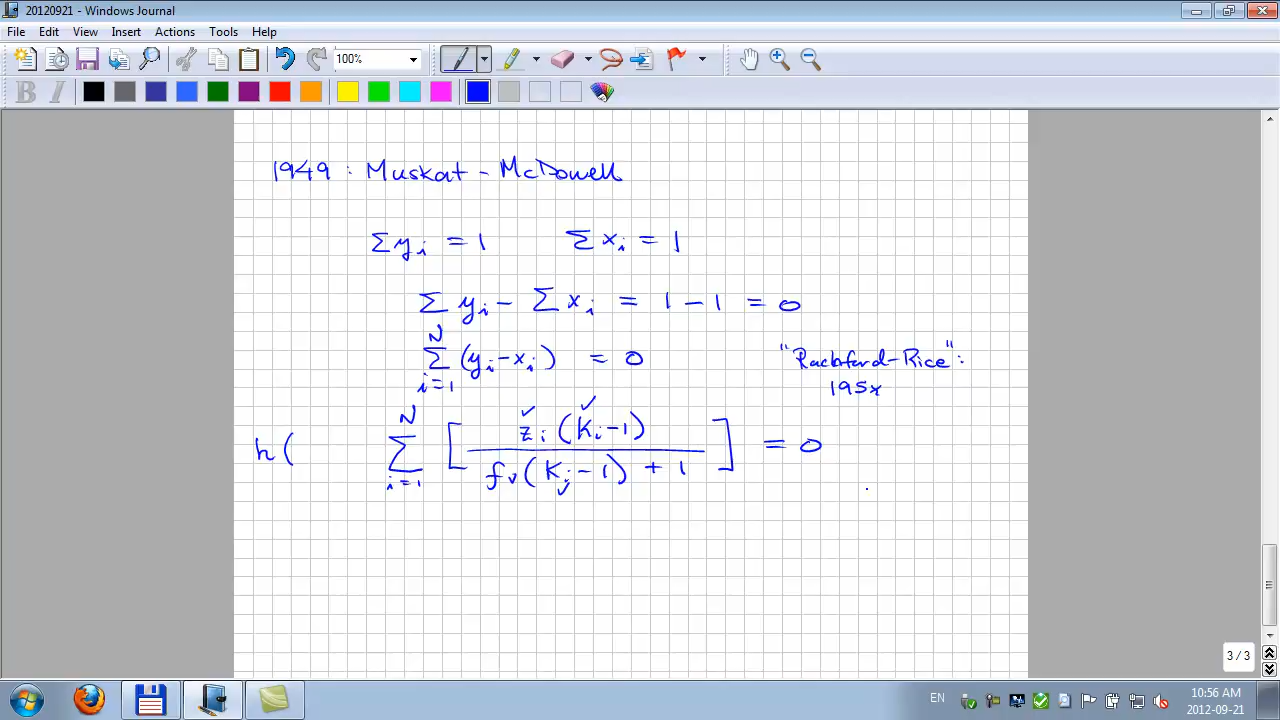 20120921 - Windows Journal
File Edit View Insert Actions Tools Help
100%
B I
1949 : Muskat - McDowell
Σ yᵢ = 1 Σ xᵢ = 1
Σ yᵢ - Σ xᵢ = 1 - 1 = 0
N
Σ (yᵢ - xᵢ) = 0 "Rachford-Rice" :
i=1
195x
N
h( Σ [ zᵢ (Kᵢ-1) / fᵥ(Kᵢ-1) + 1 ] = 0
i=1
3 / 3
EN 10:56 AM
2012-09-21